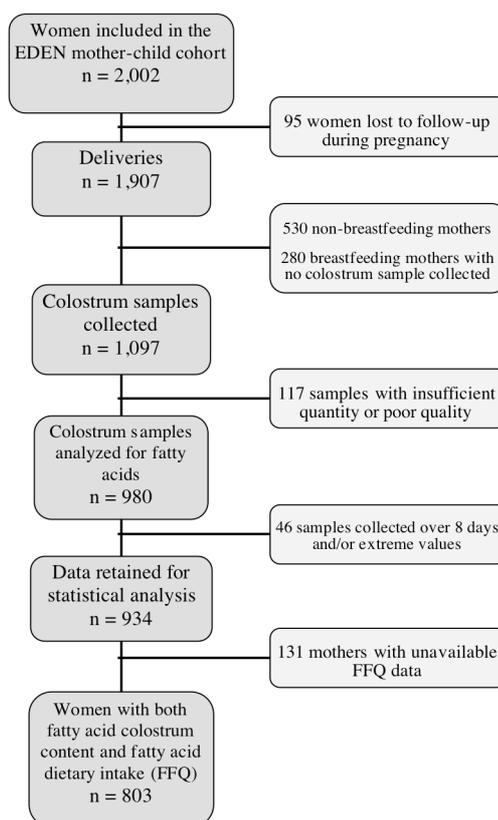 Women included in the
EDEN mother-child cohort
n = 2,002
95 women lost to follow-up
during pregnancy
Deliveries
n = 1,907
530 non-breastfeeding mothers
280 breastfeeding mothers with
no colostrum sample collected
Colostrum samples
collected
n = 1,097
117 samples with insufficient
quantity or poor quality
Colostrum samples
analyzed for fatty
acids
n = 980
46 samples collected over 8 days
and/or extreme values
Data retained for
statistical analysis
n = 934
131 mothers with unavailable
FFQ data
Women with both
fatty acid colostrum
content and fatty acid
dietary intake (FFQ)
n = 803